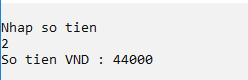 Nhap so tien
2
So tien VND : 44000